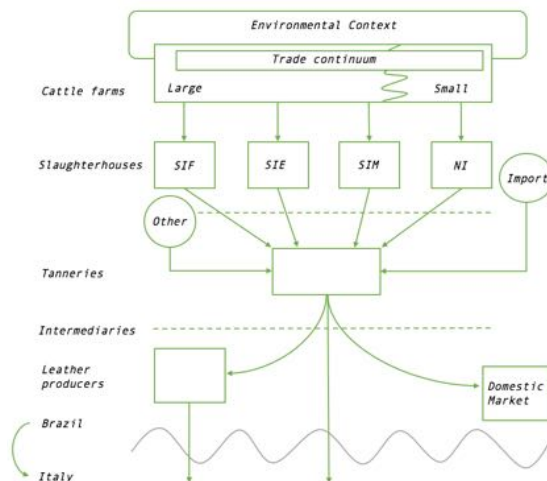 Environmental Context
Trade continuum
Cattle farms
Large
Small
Slaughterhouses
SIF
SIE
SIM
NI
Import
Other
Tanneries
Intermediaries
Leather
producers
Domestic
Market
Brazil
Italy